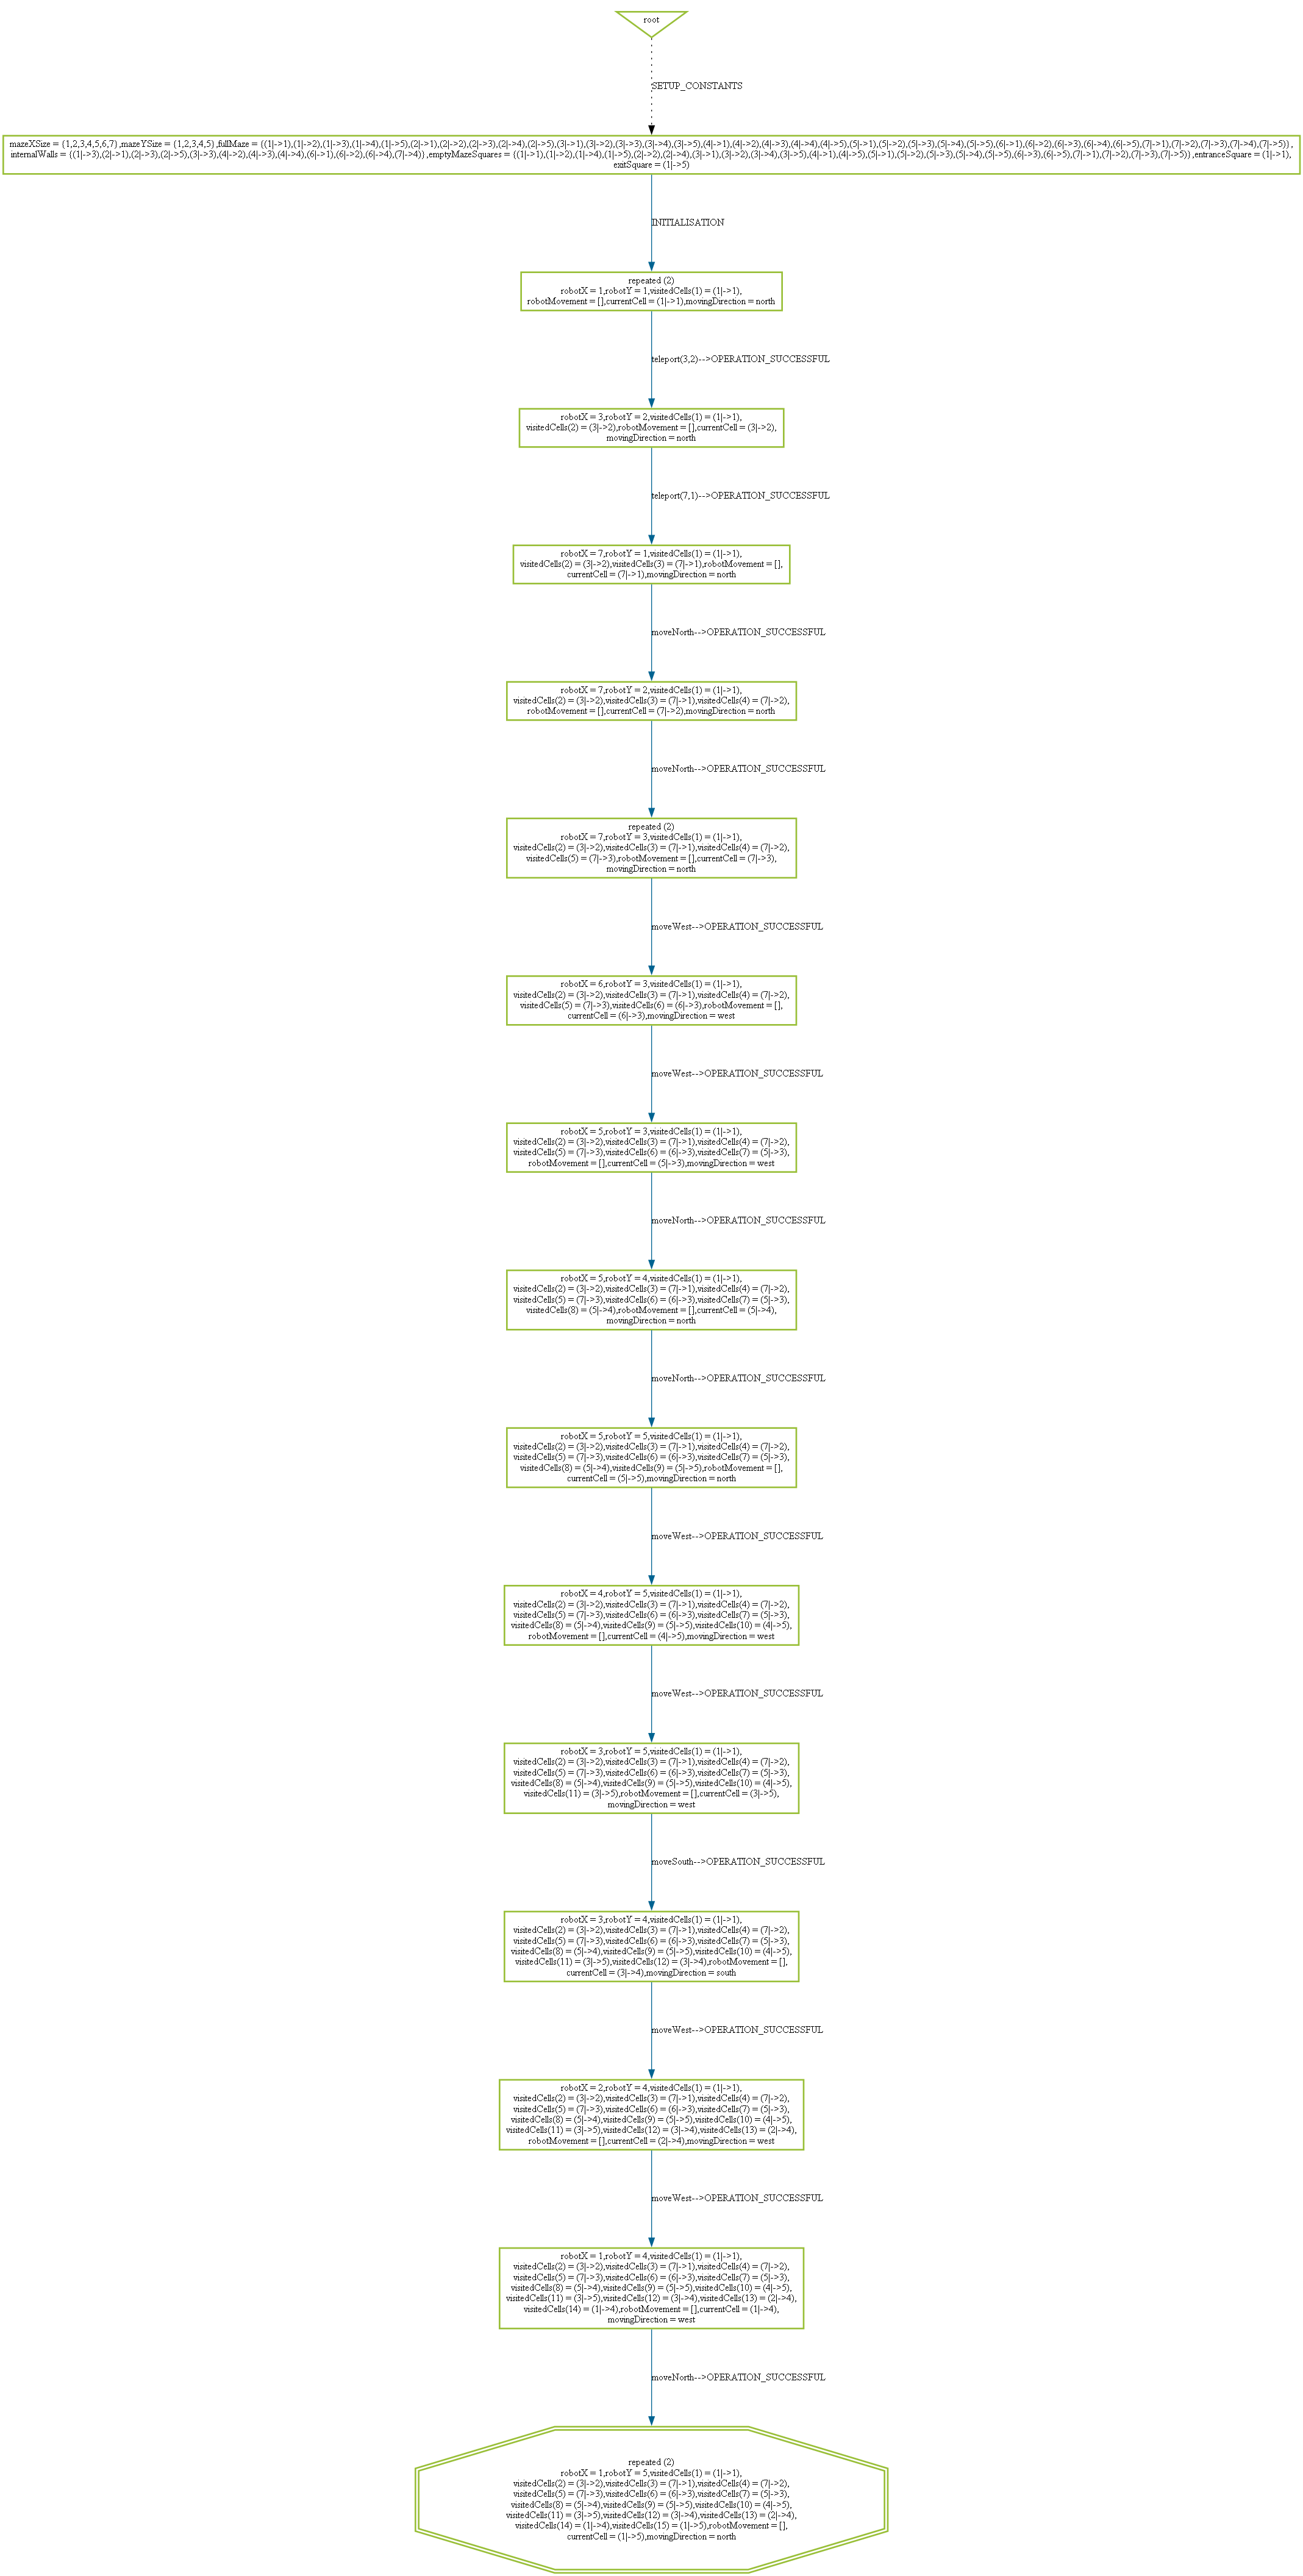 root
SETUP_CONSTANTS
mazeXSize = {1,2,3,4,5,6,7} ,mazeYSize = {1,2,3,4,5} ,fullMaze = {(1|->1),(1|->2),(1|->3),(1|->4),(1|->5),(2|->1),(2|->2),(2|->3),(2|->4),(2|->5),(3|->1),(3|->2),(3|->3),(3|->4),(3|->5),(4|->1),(4|->2),(4|->3),(4|->4),(4|->5),(5|->1),(5|->2),(5|->3),(5|->4),(5|->5),(6|->1),(6|->2),(6|->3),(6|->4),(6|->5),(7|->1),(7|->2),(7|->3),(7|->4),(7|->5)} ,
internalWalls = {(1|->3),(2|->1),(2|->3),(2|->5),(3|->3),(4|->2),(4|->3),(4|->4),(6|->1),(6|->2),(6|->4),(7|->4)} ,emptyMazeSquares = {(1|->1),(1|->2),(1|->4),(1|->5),(2|->2),(2|->4),(3|->1),(3|->2),(3|->4),(3|->5),(4|->1),(4|->5),(5|->1),(5|->2),(5|->3),(5|->4),(5|->5),(6|->3),(6|->5),(7|->1),(7|->2),(7|->3),(7|->5)} ,entranceSquare = (1|->1),
exitSquare = (1|->5)
INITIALISATION
repeated (2)
robotX = 1,robotY = 1,visitedCells(1) = (1|->1),
robotMovement = [],currentCell = (1|->1),movingDirection = north
teleport(3,2)-->OPERATION_SUCCESSFUL
robotX = 3,robotY = 2,visitedCells(1) = (1|->1),
visitedCells(2) = (3|->2),robotMovement = [],currentCell = (3|->2),
movingDirection = north
teleport(7,1)-->OPERATION_SUCCESSFUL
robotX = 7,robotY = 1,visitedCells(1) = (1|->1),
visitedCells(2) = (3|->2),visitedCells(3) = (7|->1),robotMovement = [],
currentCell = (7|->1),movingDirection = north
moveNorth-->OPERATION_SUCCESSFUL
robotX = 7,robotY = 2,visitedCells(1) = (1|->1),
visitedCells(2) = (3|->2),visitedCells(3) = (7|->1),visitedCells(4) = (7|->2),
robotMovement = [],currentCell = (7|->2),movingDirection = north
moveNorth-->OPERATION_SUCCESSFUL
repeated (2)
robotX = 7,robotY = 3,visitedCells(1) = (1|->1),
visitedCells(2) = (3|->2),visitedCells(3) = (7|->1),visitedCells(4) = (7|->2),
visitedCells(5) = (7|->3),robotMovement = [],currentCell = (7|->3),
movingDirection = north
moveWest-->OPERATION_SUCCESSFUL
robotX = 6,robotY = 3,visitedCells(1) = (1|->1),
visitedCells(2) = (3|->2),visitedCells(3) = (7|->1),visitedCells(4) = (7|->2),
visitedCells(5) = (7|->3),visitedCells(6) = (6|->3),robotMovement = [],
currentCell = (6|->3),movingDirection = west
moveWest-->OPERATION_SUCCESSFUL
robotX = 5,robotY = 3,visitedCells(1) = (1|->1),
visitedCells(2) = (3|->2),visitedCells(3) = (7|->1),visitedCells(4) = (7|->2),
visitedCells(5) = (7|->3),visitedCells(6) = (6|->3),visitedCells(7) = (5|->3),
robotMovement = [],currentCell = (5|->3),movingDirection = west
moveNorth-->OPERATION_SUCCESSFUL
robotX = 5,robotY = 4,visitedCells(1) = (1|->1),
visitedCells(2) = (3|->2),visitedCells(3) = (7|->1),visitedCells(4) = (7|->2),
visitedCells(5) = (7|->3),visitedCells(6) = (6|->3),visitedCells(7) = (5|->3),
visitedCells(8) = (5|->4),robotMovement = [],currentCell = (5|->4),
movingDirection = north
moveNorth-->OPERATION_SUCCESSFUL
robotX = 5,robotY = 5,visitedCells(1) = (1|->1),
visitedCells(2) = (3|->2),visitedCells(3) = (7|->1),visitedCells(4) = (7|->2),
visitedCells(5) = (7|->3),visitedCells(6) = (6|->3),visitedCells(7) = (5|->3),
visitedCells(8) = (5|->4),visitedCells(9) = (5|->5),robotMovement = [],
currentCell = (5|->5),movingDirection = north
moveWest-->OPERATION_SUCCESSFUL
robotX = 4,robotY = 5,visitedCells(1) = (1|->1),
visitedCells(2) = (3|->2),visitedCells(3) = (7|->1),visitedCells(4) = (7|->2),
visitedCells(5) = (7|->3),visitedCells(6) = (6|->3),visitedCells(7) = (5|->3),
visitedCells(8) = (5|->4),visitedCells(9) = (5|->5),visitedCells(10) = (4|->5),
robotMovement = [],currentCell = (4|->5),movingDirection = west
moveWest-->OPERATION_SUCCESSFUL
robotX = 3,robotY = 5,visitedCells(1) = (1|->1),
visitedCells(2) = (3|->2),visitedCells(3) = (7|->1),visitedCells(4) = (7|->2),
visitedCells(5) = (7|->3),visitedCells(6) = (6|->3),visitedCells(7) = (5|->3),
visitedCells(8) = (5|->4),visitedCells(9) = (5|->5),visitedCells(10) = (4|->5),
visitedCells(11) = (3|->5),robotMovement = [],currentCell = (3|->5),
movingDirection = west
moveSouth-->OPERATION_SUCCESSFUL
robotX = 3,robotY = 4,visitedCells(1) = (1|->1),
visitedCells(2) = (3|->2),visitedCells(3) = (7|->1),visitedCells(4) = (7|->2),
visitedCells(5) = (7|->3),visitedCells(6) = (6|->3),visitedCells(7) = (5|->3),
visitedCells(8) = (5|->4),visitedCells(9) = (5|->5),visitedCells(10) = (4|->5),
visitedCells(11) = (3|->5),visitedCells(12) = (3|->4),robotMovement = [],
currentCell = (3|->4),movingDirection = south
moveWest-->OPERATION_SUCCESSFUL
robotX = 2,robotY = 4,visitedCells(1) = (1|->1),
visitedCells(2) = (3|->2),visitedCells(3) = (7|->1),visitedCells(4) = (7|->2),
visitedCells(5) = (7|->3),visitedCells(6) = (6|->3),visitedCells(7) = (5|->3),
visitedCells(8) = (5|->4),visitedCells(9) = (5|->5),visitedCells(10) = (4|->5),
visitedCells(11) = (3|->5),visitedCells(12) = (3|->4),visitedCells(13) = (2|->4),
robotMovement = [],currentCell = (2|->4),movingDirection = west
moveWest-->OPERATION_SUCCESSFUL
robotX = 1,robotY = 4,visitedCells(1) = (1|->1),
visitedCells(2) = (3|->2),visitedCells(3) = (7|->1),visitedCells(4) = (7|->2),
visitedCells(5) = (7|->3),visitedCells(6) = (6|->3),visitedCells(7) = (5|->3),
visitedCells(8) = (5|->4),visitedCells(9) = (5|->5),visitedCells(10) = (4|->5),
visitedCells(11) = (3|->5),visitedCells(12) = (3|->4),visitedCells(13) = (2|->4),
visitedCells(14) = (1|->4),robotMovement = [],currentCell = (1|->4),
movingDirection = west
moveNorth-->OPERATION_SUCCESSFUL
repeated (2)
robotX = 1,robotY = 5,visitedCells(1) = (1|->1),
visitedCells(2) = (3|->2),visitedCells(3) = (7|->1),visitedCells(4) = (7|->2),
visitedCells(5) = (7|->3),visitedCells(6) = (6|->3),visitedCells(7) = (5|->3),
visitedCells(8) = (5|->4),visitedCells(9) = (5|->5),visitedCells(10) = (4|->5),
visitedCells(11) = (3|->5),visitedCells(12) = (3|->4),visitedCells(13) = (2|->4),
visitedCells(14) = (1|->4),visitedCells(15) = (1|->5),robotMovement = [],
currentCell = (1|->5),movingDirection = north